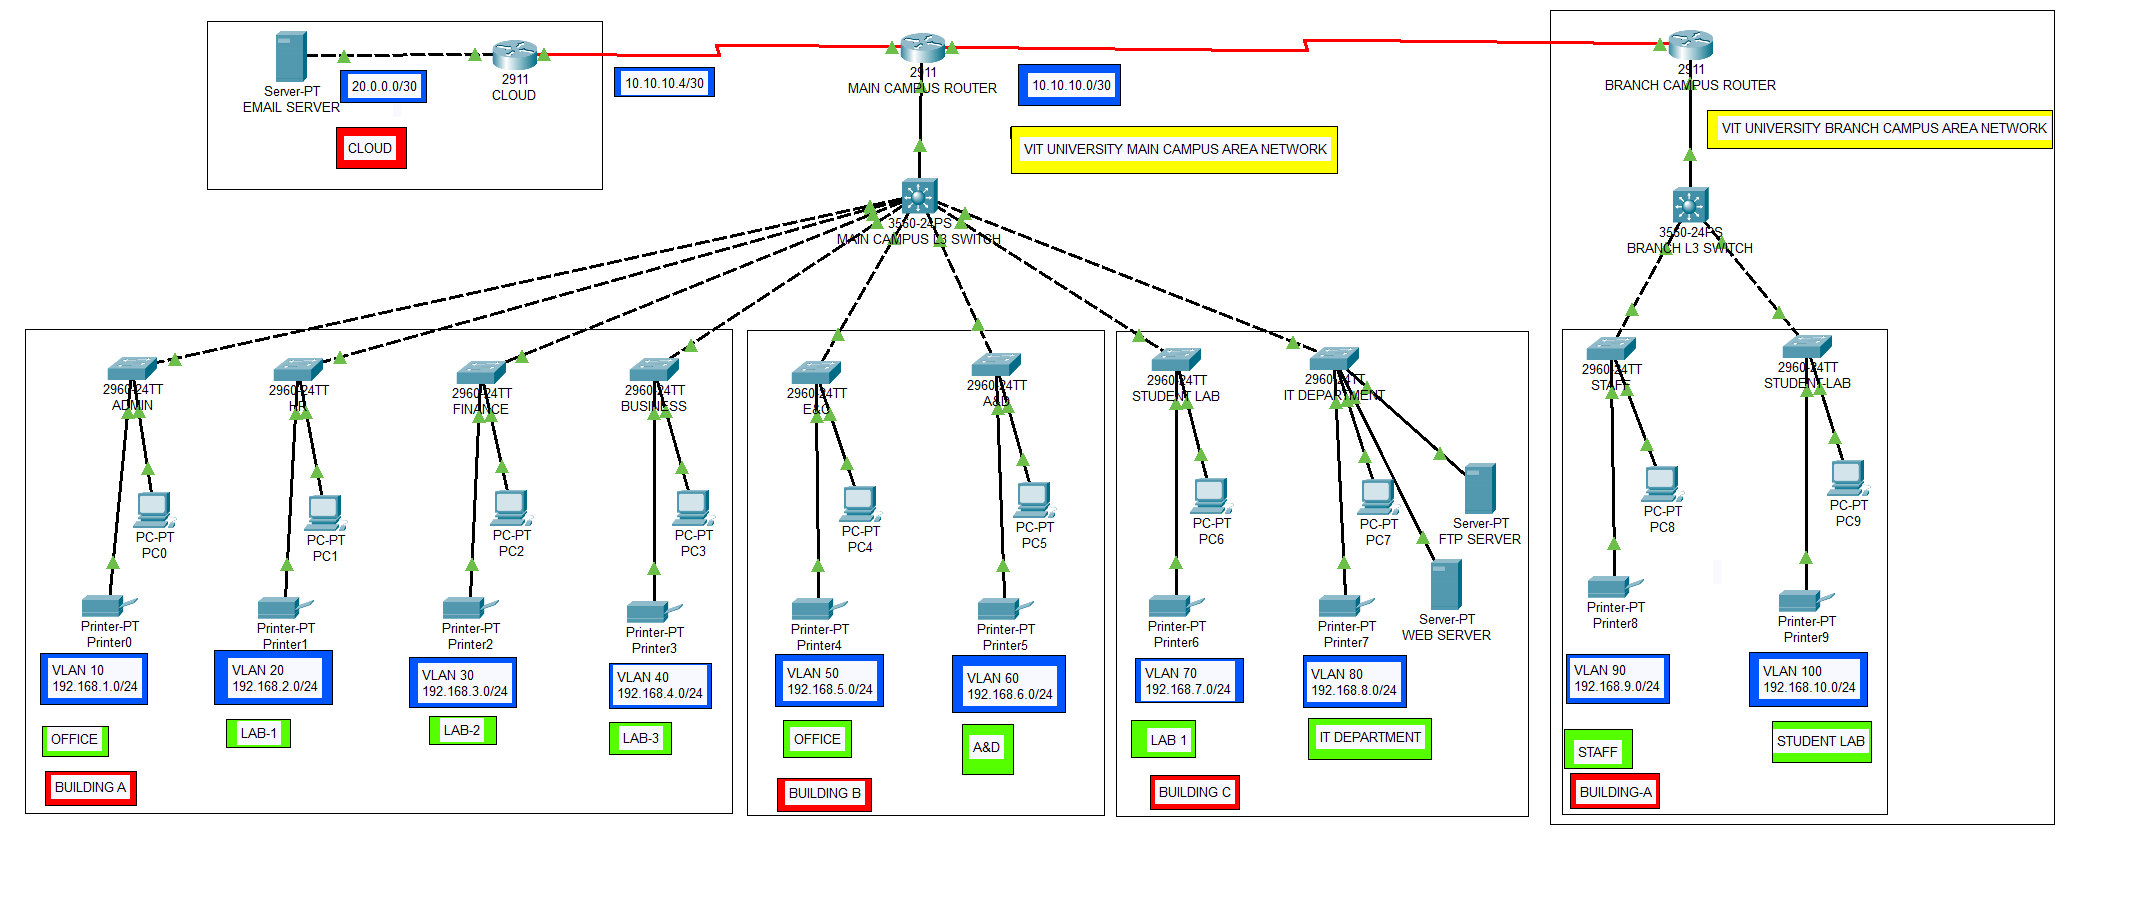 Server-PT
EMAIL SERVER
20.0.0.0/30
2911
CLOUD
CLOUD
10.10.10.4/30
2911
MAIN CAMPUS ROUTER
10.10.10.0/30
VIT UNIVERSITY MAIN CAMPUS AREA NETWORK
2911
BRANCH CAMPUS ROUTER
VIT UNIVERSITY BRANCH CAMPUS AREA NETWORK
3560-24PS
MAIN CAMPUS L3 SWITCH
3560-24PS
BRANCH L3 SWITCH
2960-24TT
ADMIN
2960-24TT
HR
2960-24TT
FINANCE
2960-24TT
BUSINESS
2960-24TT
E&C
2960-24TT
A&D
2960-24TT
STUDENT LAB
2960-24TT
IT DEPARTMENT
2960-24TT
STAFF
2960-24TT
STUDENT-LAB
PC-PT
PC0
PC-PT
PC1
PC-PT
PC2
PC-PT
PC3
PC-PT
PC4
PC-PT
PC5
PC-PT
PC6
PC-PT
PC7
Server-PT
FTP SERVER
PC-PT
PC8
PC-PT
PC9
Printer-PT
Printer0
Printer-PT
Printer1
Printer-PT
Printer2
Printer-PT
Printer3
Printer-PT
Printer4
Printer-PT
Printer5
Printer-PT
Printer6
Printer-PT
Printer7
Server-PT
WEB SERVER
Printer-PT
Printer8
Printer-PT
Printer9
VLAN 10
192.168.1.0/24
VLAN 20
192.168.2.0/24
VLAN 30
192.168.3.0/24
VLAN 40
192.168.4.0/24
VLAN 50
192.168.5.0/24
VLAN 60
192.168.6.0/24
VLAN 70
192.168.7.0/24
VLAN 80
192.168.8.0/24
VLAN 90
192.168.9.0/24
VLAN 100
192.168.10.0/24
OFFICE
LAB-1
LAB-2
LAB-3
OFFICE
A&D
LAB 1
IT DEPARTMENT
STAFF
STUDENT LAB
BUILDING A
BUILDING B
BUILDING C
BUILDING-A